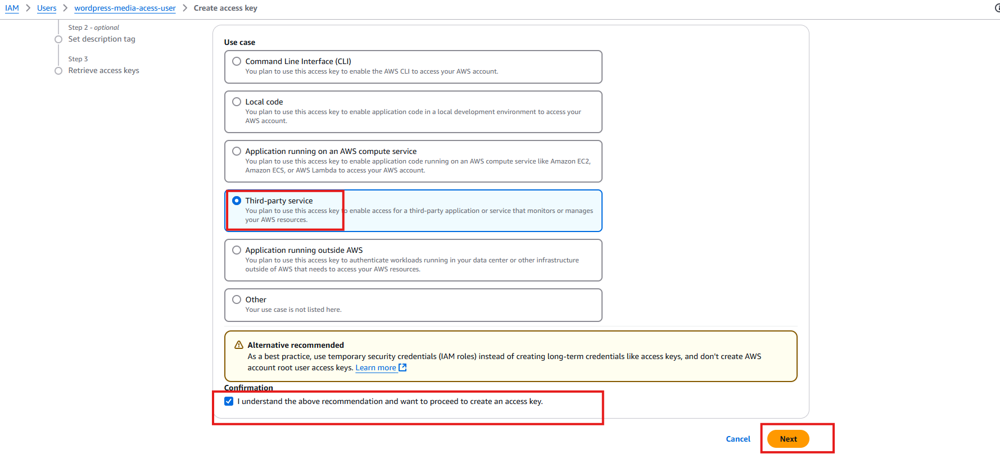 IAM > Users > wordpress-media-acess-user > Create access key
Step 2 - optional
Set description tag
Step 3
Retrieve access keys
Use case
Command Line Interface (CLI)
You plan to use this access key to enable the AWS CLI to access your AWS account.
Local code
You plan to use this access key to enable application code in a local development environment to access your
AWS account.
Application running on an AWS compute service
You plan to use this access key to enable application code running on an AWS compute service like Amazon EC2,
Amazon ECS, or AWS Lambda to access your AWS account.
Third-party service
You plan to use this access key to enable access for a third-party application or service that monitors or manages
your AWS resources.
Application running outside AWS
You plan to use this access key to authenticate workloads running in your data center or other infrastructure
outside of AWS that needs to access your AWS resources.
Other
Your use case is not listed here.
Alternative recommended
As a best practice, use temporary security credentials (IAM roles) instead of creating long-term credentials like access keys, and don't create AWS
account root user access keys. Learn more
Confirmation
I understand the above recommendation and want to proceed to create an access key.
Cancel
Next